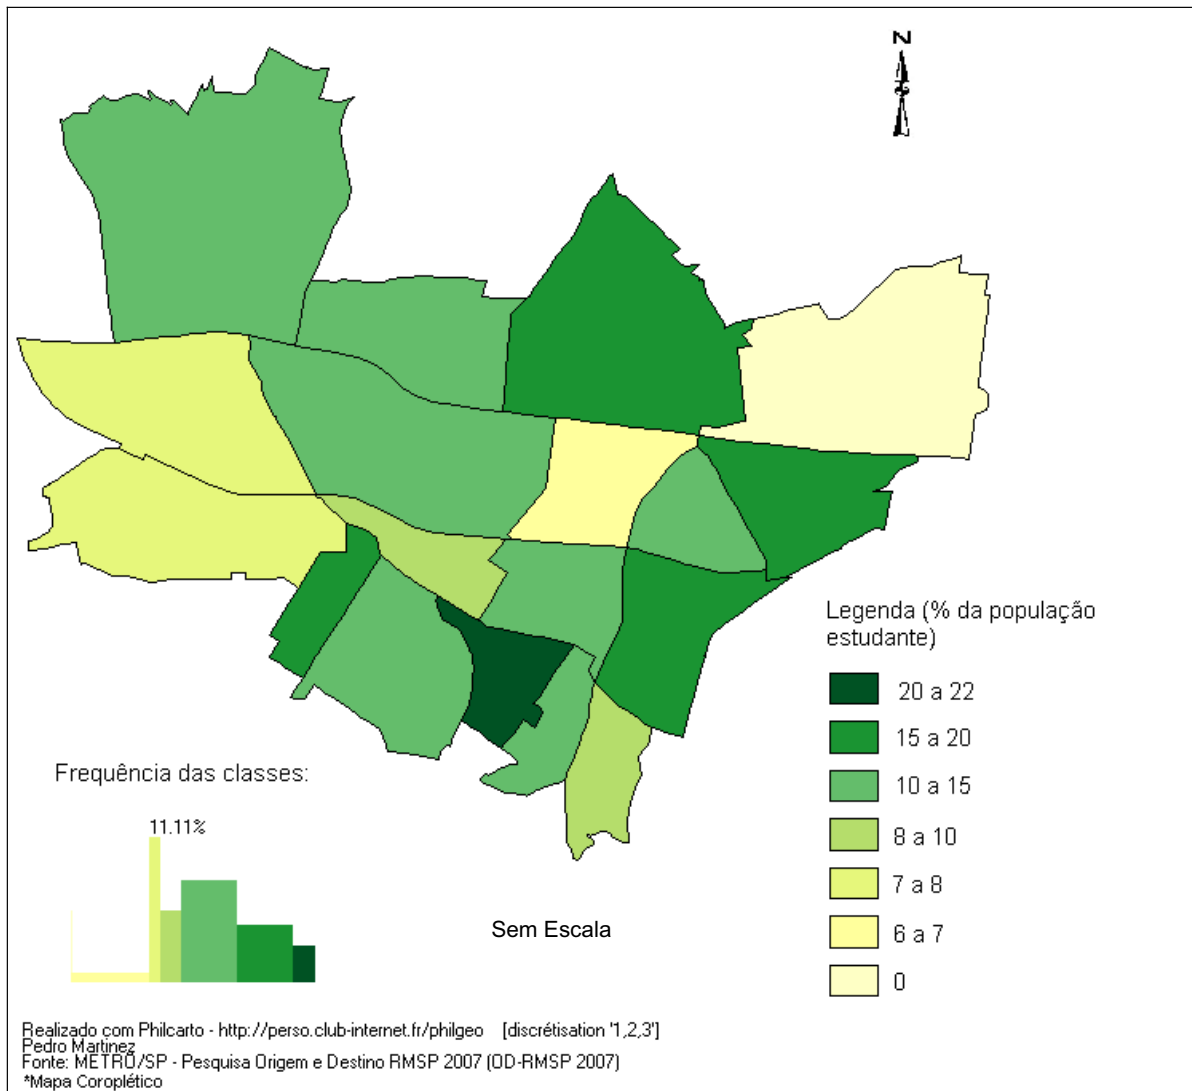 N
Legenda (% da população
estudante)
20 a 22
15 a 20
10 a 15
8 a 10
7 a 8
6 a 7
0
Frequência das classes:
11.11%
Sem Escala
Realizado com Philcarto - http://perso.club-internet.fr/philgeo [discrétisation '1,2,3']
Pedro Martinez
Fonte: METRÔ/SP - Pesquisa Origem e Destino RMSP 2007 (OD-RMSP 2007)
*Mapa Coroplético